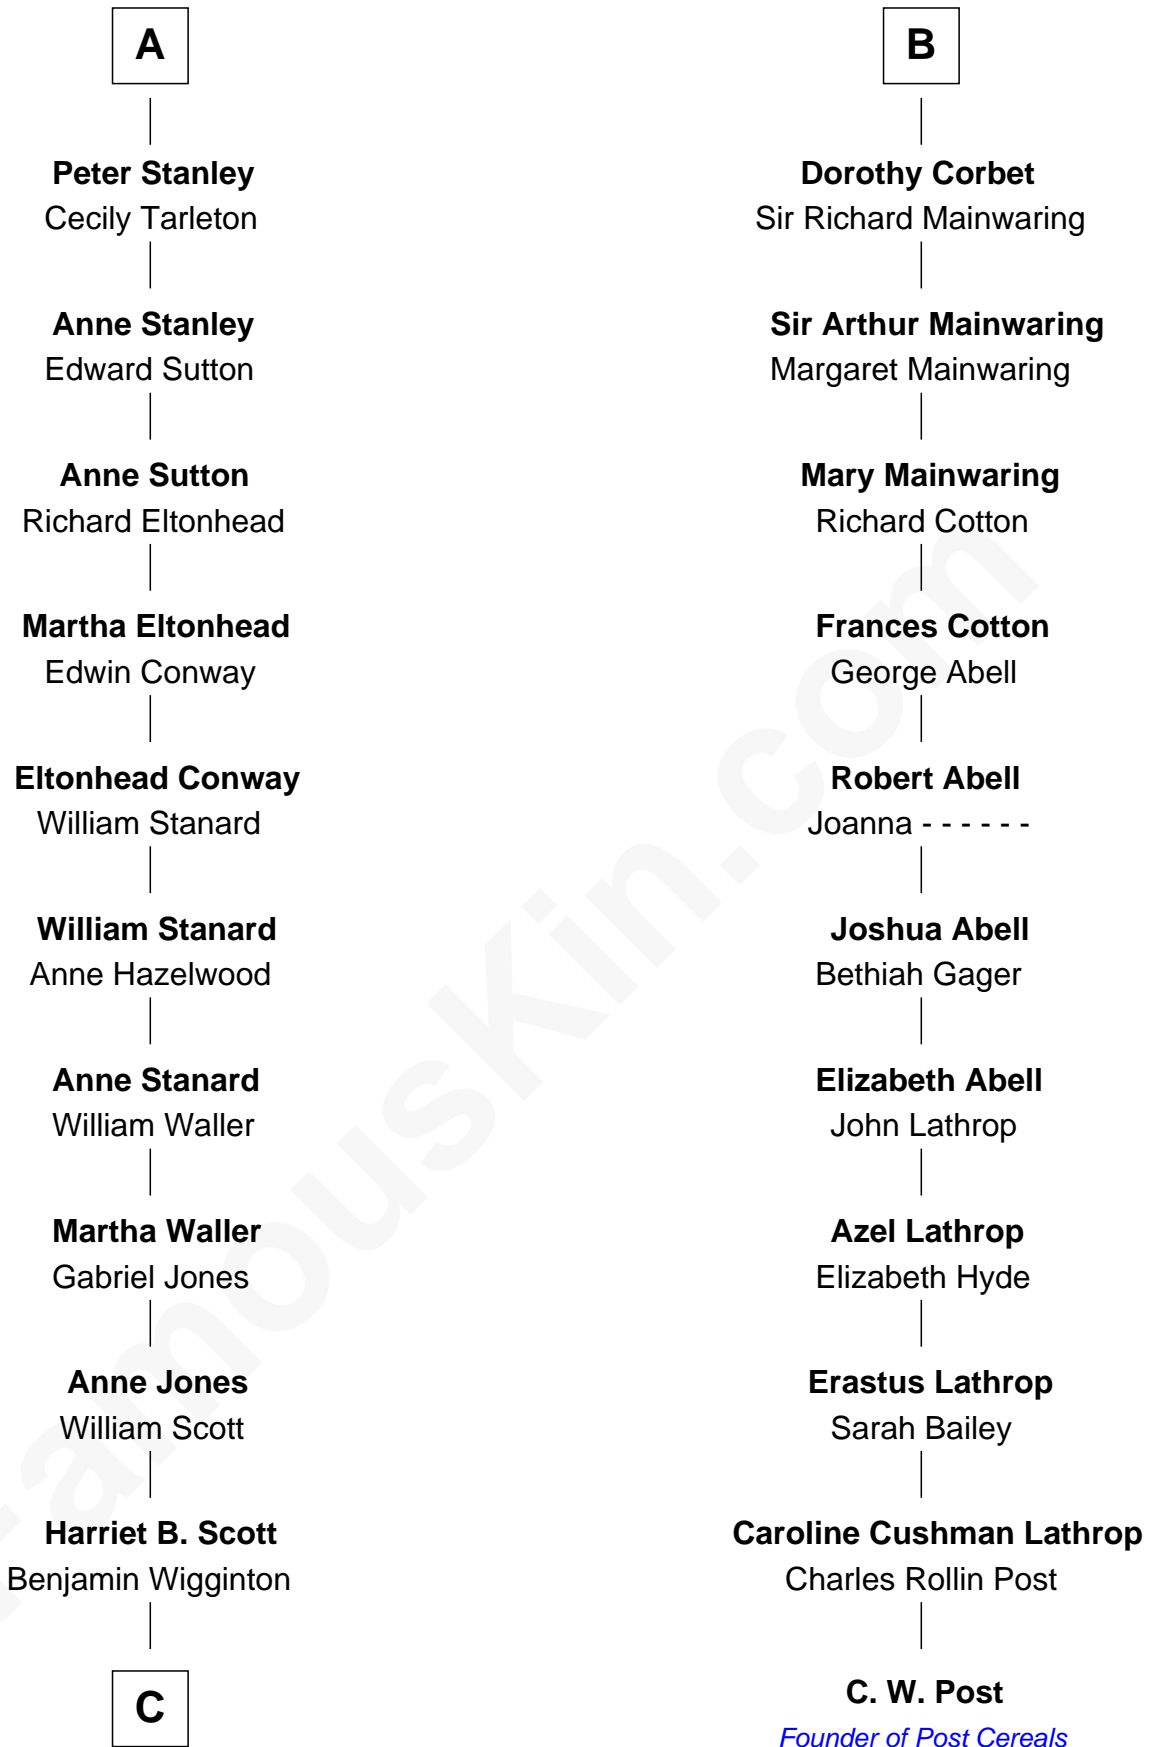 A
Peter Stanley
Cecily Tarleton
Anne Stanley
Edward Sutton
Anne Sutton
Richard Eltonhead
Martha Eltonhead
Edwin Conway
Eltonhead Conway
William Stanard
William Stanard
Anne Hazelwood
Anne Stanard
William Waller
Martha Waller
Gabriel Jones
Anne Jones
William Scott
Harriet B. Scott
Benjamin Wigginton
C
B
Dorothy Corbet
Sir Richard Mainwaring
Sir Arthur Mainwaring
Margaret Mainwaring
Mary Mainwaring
Richard Cotton
Frances Cotton
George Abell
Robert Abell
Joanna - - - - - -
Joshua Abell
Bethiah Gager
Elizabeth Abell
John Lathrop
Azel Lathrop
Elizabeth Hyde
Erastus Lathrop
Sarah Bailey
Caroline Cushman Lathrop
Charles Rollin Post
C. W. Post
Founder of Post Cereals
FamousKin.com